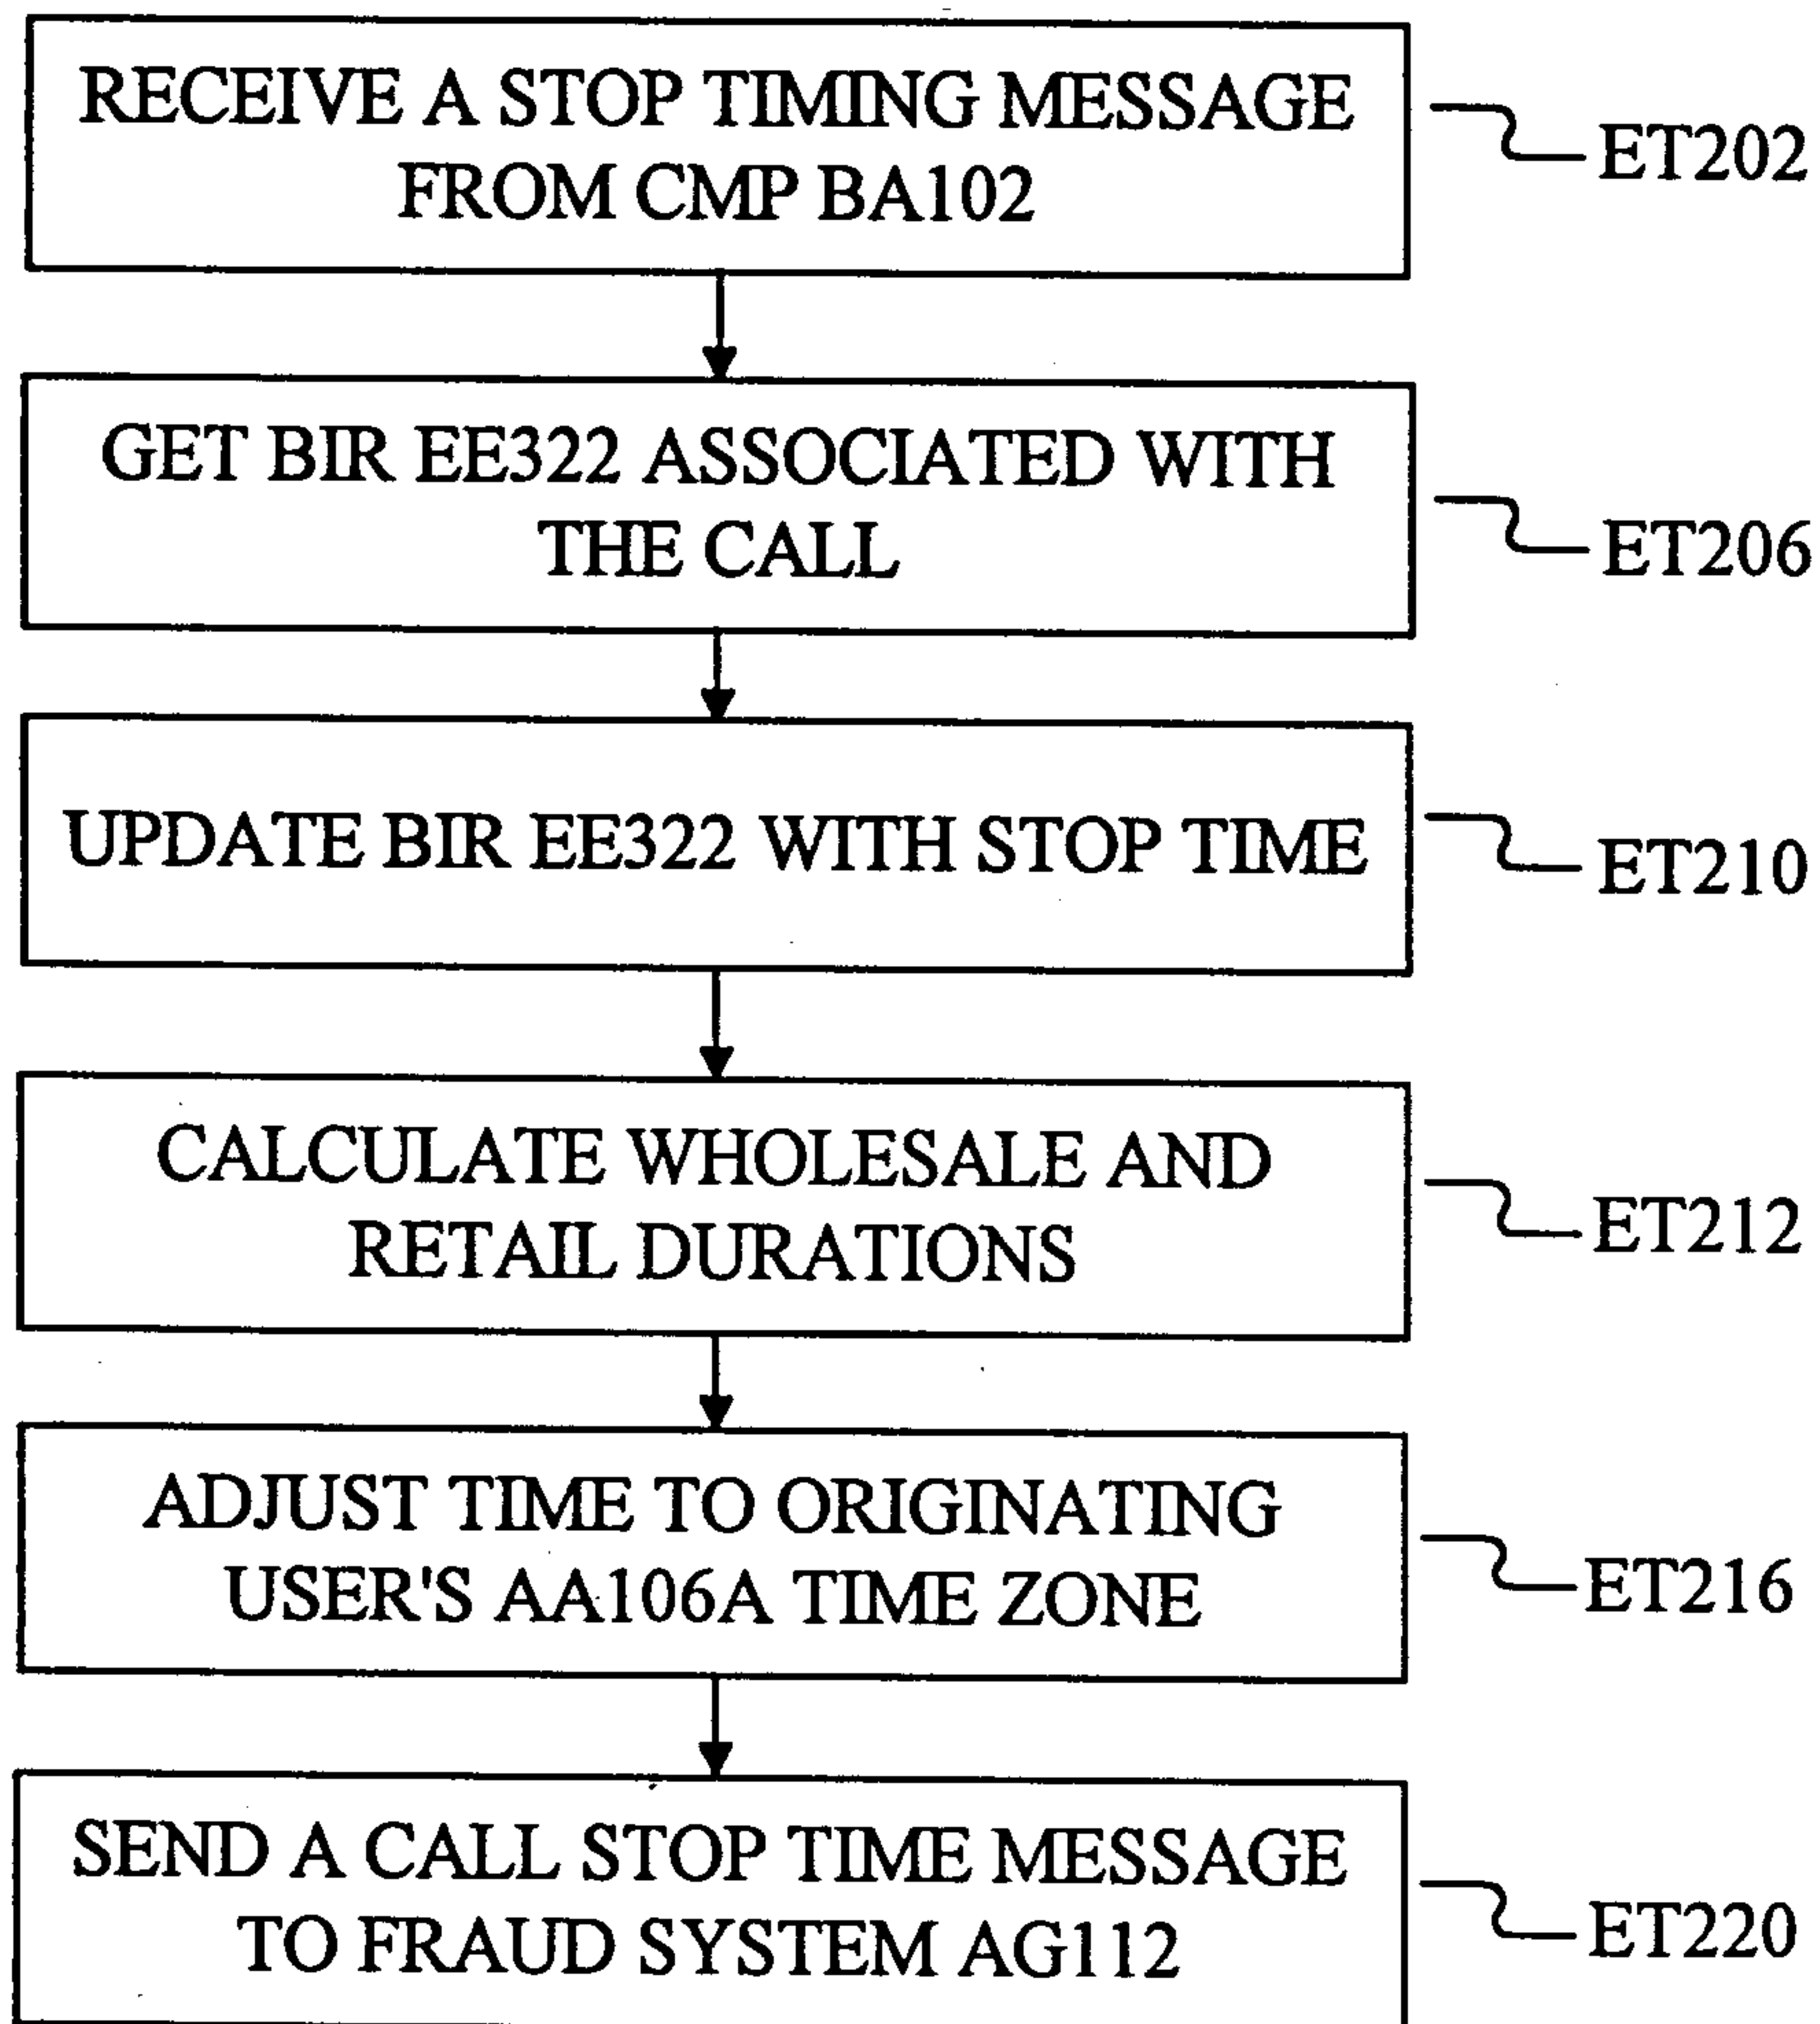 RECEIVE A STOP TIMING MESSAGE
FROM CMP BA102
ET202
GET BIR EE322 ASSOCIATED WITH
THE CALL
ET206
UPDATE BIR EE322 WITH STOP TIME
ET210
CALCULATE WHOLESALE AND
RETAIL DURATIONS
ET212
ADJUST TIME TO ORIGINATING
USER'S AA106A TIME ZONE
ET216
SEND A CALL STOP TIME MESSAGE
TO FRAUD SYSTEM AG112
ET220